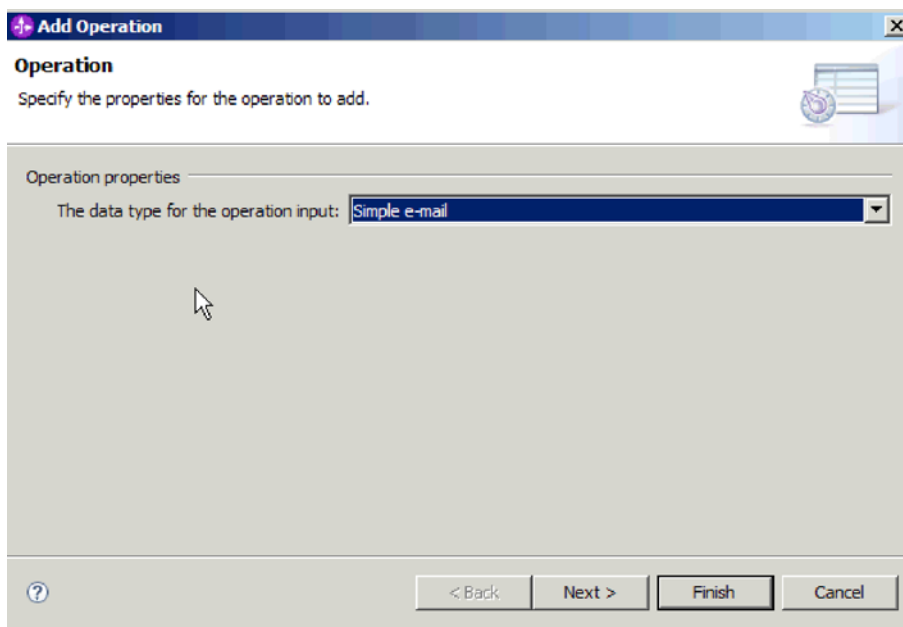 Add Operation
Operation
Specify the properties for the operation to add.
Operation properties
The data type for the operation input: Simple e-mail
< Back Next > Finish Cancel